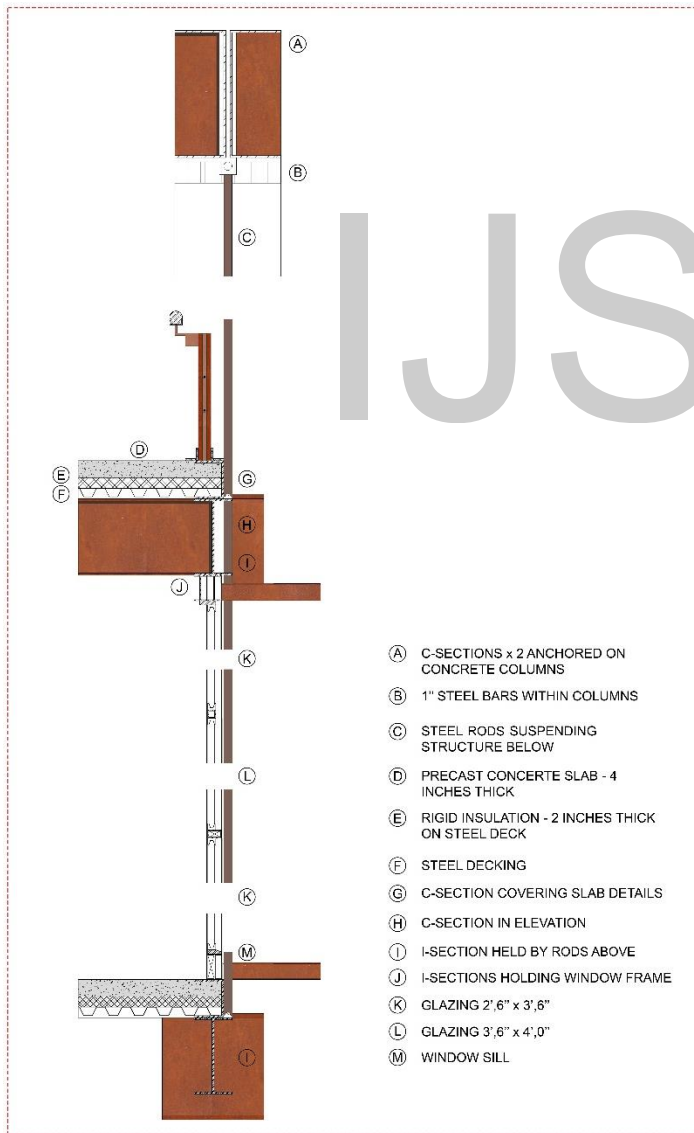 A
B
C
IJS
D
E
F
G
H
I
J
K
L
K
M
I
A C-SECTIONS x 2 ANCHORED ON
CONCRETE COLUMNS
B 1" STEEL BARS WITHIN COLUMNS
C STEEL RODS SUSPENDING
STRUCTURE BELOW
D PRECAST CONCERTE SLAB - 4
INCHES THICK
E RIGID INSULATION - 2 INCHES THICK
ON STEEL DECK
F STEEL DECKING
G C-SECTION COVERING SLAB DETAILS
H C-SECTION IN ELEVATION
I I-SECTION HELD BY RODS ABOVE
J I-SECTIONS HOLDING WINDOW FRAME
K GLAZING 2',6" x 3',6"
L GLAZING 3',6" x 4',0"
M WINDOW SILL